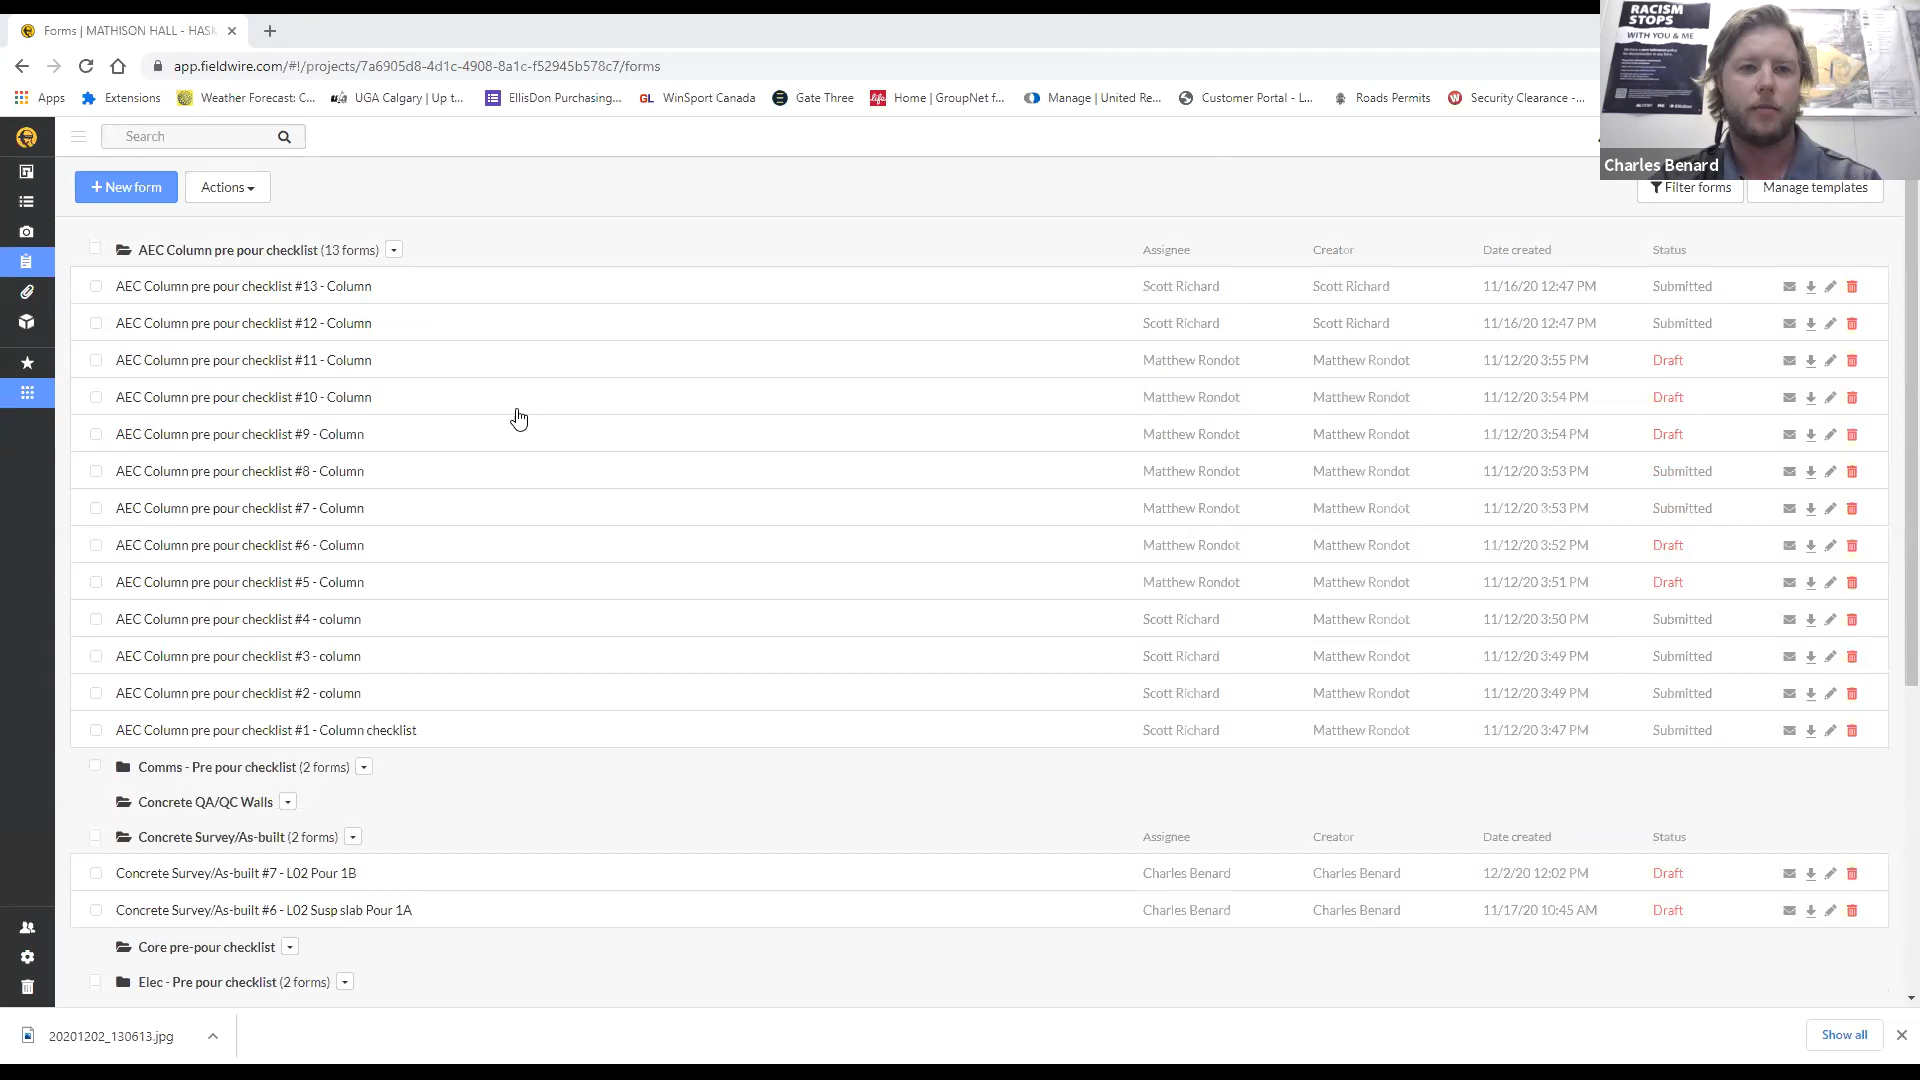 Forms | MATHISON HALL - HASK
app.fieldwire.com/#!/projects/7a6905d8-4d1c-4908-8a1c-f52945b578c7/forms
Apps Extensions Weather Forecast: C... UGA Calgary | Up t... EllisDon Purchasing... GL WinSport Canada Gate Three Home | GroupNet f... Manage | United Re... Customer Portal - L... Roads Permits Security Clearance -...
RACISM
STOPS
WITH YOU & ME
Charles Benard
Search
+ New form Actions Filter forms Manage templates
AEC Column pre pour checklist (13 forms) Assignee Creator Date created Status
AEC Column pre pour checklist #13 - Column Scott Richard Scott Richard 11/16/20 12:47 PM Submitted
AEC Column pre pour checklist #12 - Column Scott Richard Scott Richard 11/16/20 12:47 PM Submitted
AEC Column pre pour checklist #11 - Column Matthew Rondot Matthew Rondot 11/12/20 3:55 PM Draft
AEC Column pre pour checklist #10 - Column Matthew Rondot Matthew Rondot 11/12/20 3:54 PM Draft
AEC Column pre pour checklist #9 - Column Matthew Rondot Matthew Rondot 11/12/20 3:54 PM Draft
AEC Column pre pour checklist #8 - Column Matthew Rondot Matthew Rondot 11/12/20 3:53 PM Submitted
AEC Column pre pour checklist #7 - Column Matthew Rondot Matthew Rondot 11/12/20 3:53 PM Submitted
AEC Column pre pour checklist #6 - Column Matthew Rondot Matthew Rondot 11/12/20 3:52 PM Draft
AEC Column pre pour checklist #5 - Column Matthew Rondot Matthew Rondot 11/12/20 3:51 PM Draft
AEC Column pre pour checklist #4 - column Scott Richard Matthew Rondot 11/12/20 3:50 PM Submitted
AEC Column pre pour checklist #3 - column Scott Richard Matthew Rondot 11/12/20 3:49 PM Submitted
AEC Column pre pour checklist #2 - column Scott Richard Matthew Rondot 11/12/20 3:49 PM Submitted
AEC Column pre pour checklist #1 - Column checklist Scott Richard Matthew Rondot 11/12/20 3:47 PM Submitted
Comms - Pre pour checklist (2 forms)
Concrete QA/QC Walls
Concrete Survey/As-built (2 forms) Assignee Creator Date created Status
Concrete Survey/As-built #7 - L02 Pour 1B Charles Benard Charles Benard 12/2/20 12:02 PM Draft
Concrete Survey/As-built #6 - L02 Susp slab Pour 1A Charles Benard Charles Benard 11/17/20 10:45 AM Draft
Core pre-pour checklist
Elec - Pre pour checklist (2 forms)
20201202_130613.jpg Show all